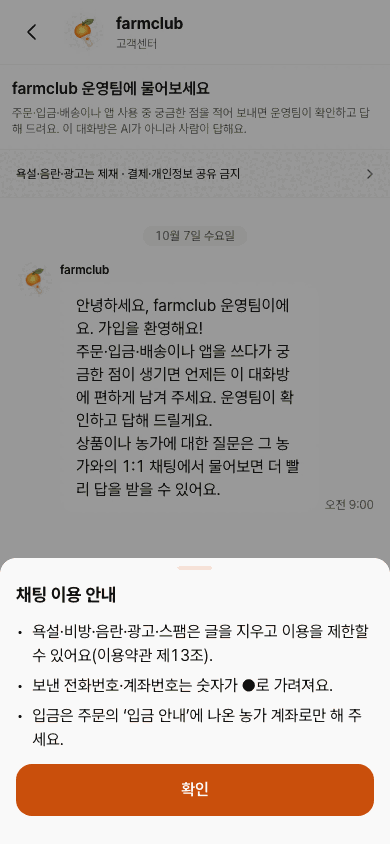 farmclub
고객센터
farmclub 운영팀에 물어보세요
주문·입금·배송이나 앱 사용 중 궁금한 점을 적어 보내면 운영팀이 확인하고 답
해 드려요. 이 대화방은 AI가 아니라 사람이 답해요.
욕설·음란·광고는 제재 · 결제·개인정보 공유 금지
10월 7일 수요일
farmclub
안녕하세요, farmclub 운영팀이에
요. 가입을 환영해요!
주문·입금·배송이나 앱을 쓰다가 궁
금한 점이 생기면 언제든 이 대화방
에 편하게 남겨 주세요. 운영팀이 확
인하고 답해 드릴게요.
상품이나 농가에 대한 질문은 그 농
가와의 1:1 채팅에서 물어보면 더 빨
리 답을 받을 수 있어요.
오전 9:00
채팅 이용 안내
• 욕설·비방·음란·광고·스팸은 글을 지우고 이용을 제한할
수 있어요(이용약관 제13조).
• 보낸 전화번호·계좌번호는 숫자가 ●로 가려져요.
• 입금은 주문의 ‘입금 안내’에 나온 농가 계좌로만 해 주
세요.
확인